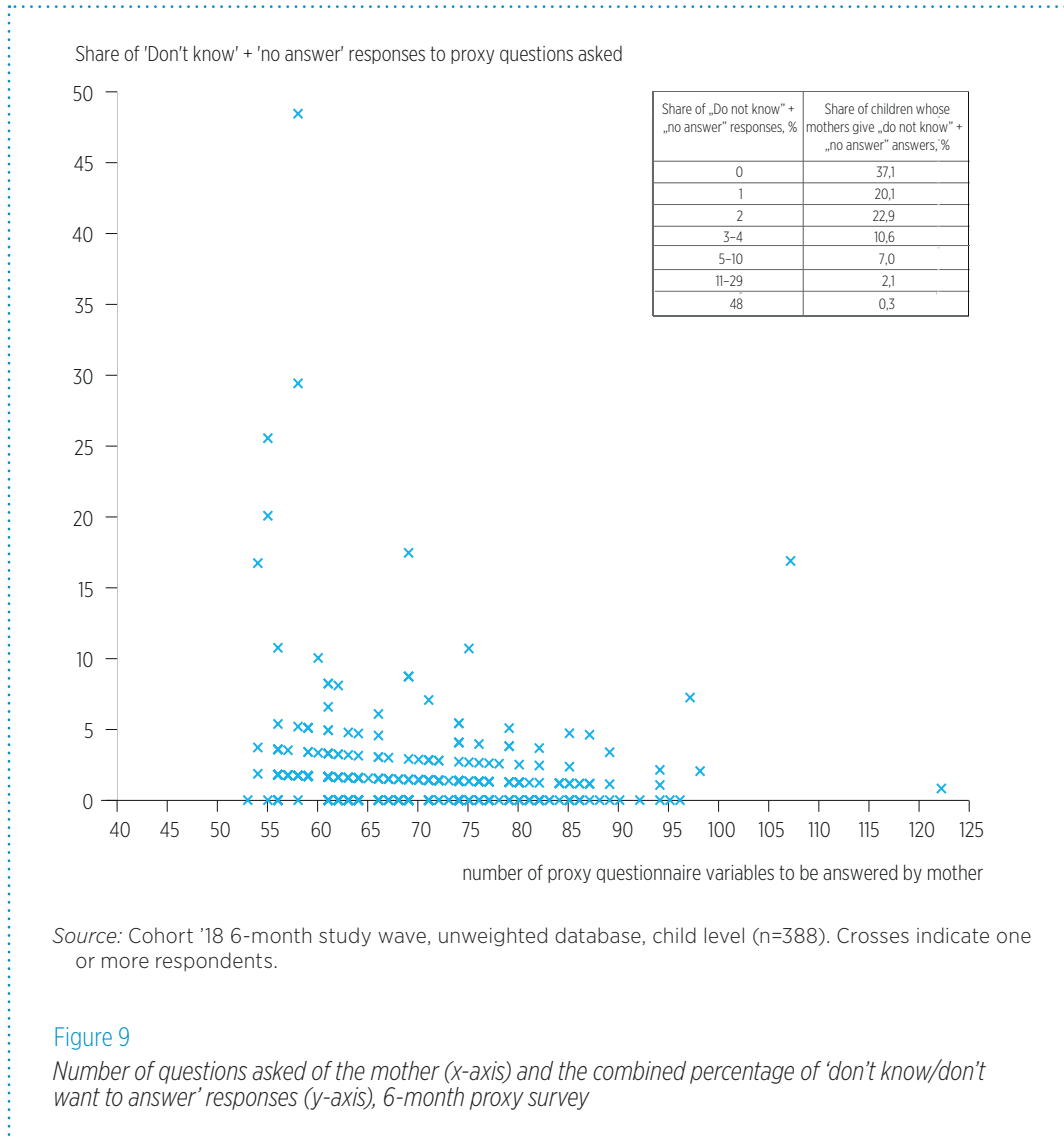 Share of 'Don't know' + 'no answer' responses to proxy questions asked
50
45
40
35
30
25
20
15
10
5
0
Share of „Do not know” + „no answer” responses, % Share of children whose mothers give „do not know” + „no answer” answers, %
0 37,1
1 20,1
2 22,9
3–4 10,6
5–10 7,0
11–29 2,1
48 0,3
40 45 50 55 60 65 70 75 80 85 90 95 100 105 110 115 120 125
number of proxy questionnaire variables to be answered by mother
Source: Cohort ’18 6-month study wave, unweighted database, child level (n=388). Crosses indicate one
or more respondents.
Figure 9
Number of questions asked of the mother (x-axis) and the combined percentage of ‘don’t know/don’t
want to answer’ responses (y-axis), 6-month proxy survey